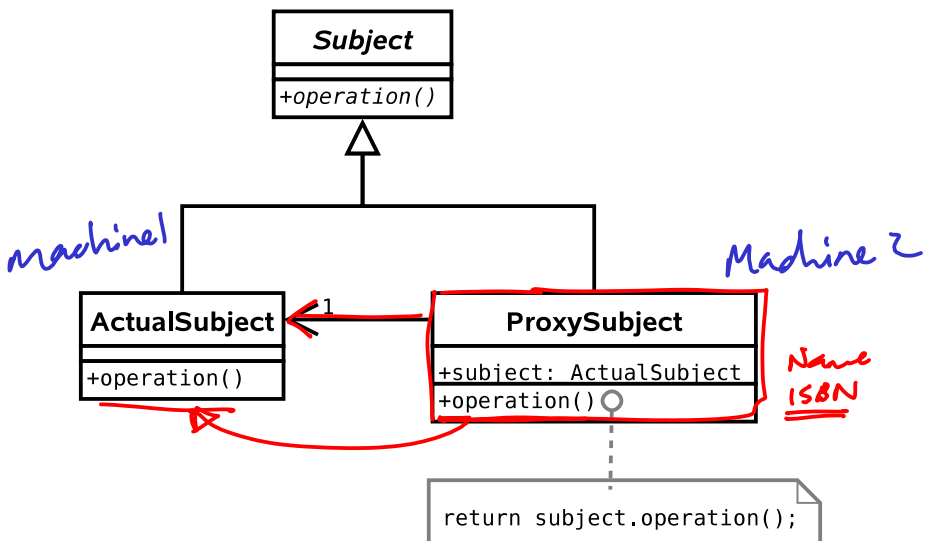 Subject
+operation()
machine1
Machine 2
1
ActualSubject
ProxySubject
+operation()
+subject: ActualSubject
+operation()
Name
ISBN
return subject.operation();